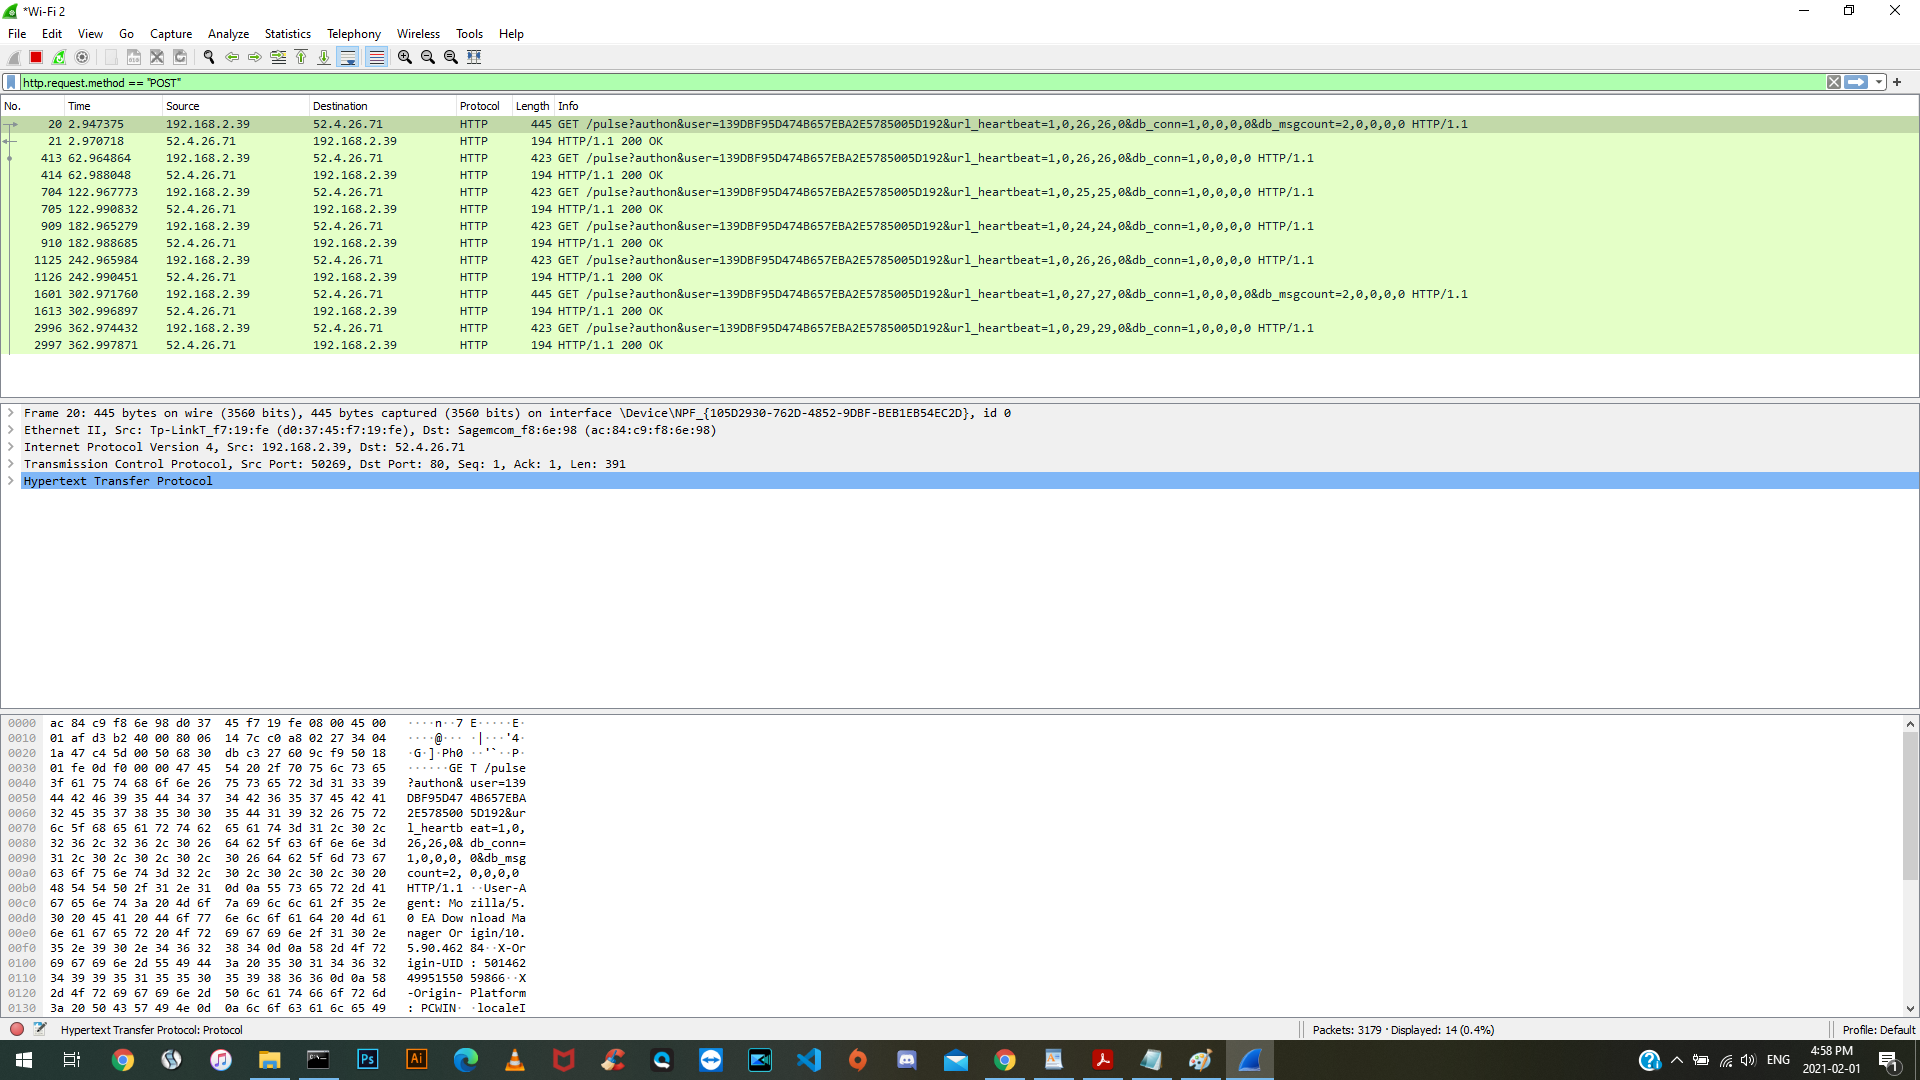 *Wi-Fi 2
File Edit View Go Capture Analyze Statistics Telephony Wireless Tools Help
http.request.method == "POST"
No. Time Source Destination Protocol Length Info
20 2.947375 192.168.2.39 52.4.26.71 HTTP 445 GET /pulse?authon&user=139DBF95D474B657EBA2E5785005D192&url_heartbeat=1,0,26,26,0&db_conn=1,0,0,0,0&db_msgcount=2,0,0,0,0 HTTP/1.1
21 2.970718 52.4.26.71 192.168.2.39 HTTP 194 HTTP/1.1 200 OK
413 62.964864 192.168.2.39 52.4.26.71 HTTP 423 GET /pulse?authon&user=139DBF95D474B657EBA2E5785005D192&url_heartbeat=1,0,26,26,0&db_conn=1,0,0,0,0 HTTP/1.1
414 62.988048 52.4.26.71 192.168.2.39 HTTP 194 HTTP/1.1 200 OK
704 122.967773 192.168.2.39 52.4.26.71 HTTP 423 GET /pulse?authon&user=139DBF95D474B657EBA2E5785005D192&url_heartbeat=1,0,25,25,0&db_conn=1,0,0,0,0 HTTP/1.1
705 122.990832 52.4.26.71 192.168.2.39 HTTP 194 HTTP/1.1 200 OK
909 182.965279 192.168.2.39 52.4.26.71 HTTP 423 GET /pulse?authon&user=139DBF95D474B657EBA2E5785005D192&url_heartbeat=1,0,24,24,0&db_conn=1,0,0,0,0 HTTP/1.1
910 182.988685 52.4.26.71 192.168.2.39 HTTP 194 HTTP/1.1 200 OK
1125 242.965984 192.168.2.39 52.4.26.71 HTTP 423 GET /pulse?authon&user=139DBF95D474B657EBA2E5785005D192&url_heartbeat=1,0,26,26,0&db_conn=1,0,0,0,0 HTTP/1.1
1126 242.990451 52.4.26.71 192.168.2.39 HTTP 194 HTTP/1.1 200 OK
1601 302.971760 192.168.2.39 52.4.26.71 HTTP 445 GET /pulse?authon&user=139DBF95D474B657EBA2E5785005D192&url_heartbeat=1,0,27,27,0&db_conn=1,0,0,0,0&db_msgcount=2,0,0,0,0 HTTP/1.1
1613 302.996897 52.4.26.71 192.168.2.39 HTTP 194 HTTP/1.1 200 OK
2996 362.974432 192.168.2.39 52.4.26.71 HTTP 423 GET /pulse?authon&user=139DBF95D474B657EBA2E5785005D192&url_heartbeat=1,0,29,29,0&db_conn=1,0,0,0,0 HTTP/1.1
2997 362.997871 52.4.26.71 192.168.2.39 HTTP 194 HTTP/1.1 200 OK
Frame 20: 445 bytes on wire (3560 bits), 445 bytes captured (3560 bits) on interface \Device\NPF_{105D2930-762D-4852-9DBF-BEB1EB54EC2D}, id 0
Ethernet II, Src: Tp-LinkT_f7:19:fe (d0:37:45:f7:19:fe), Dst: Sagemcom_f8:6e:98 (ac:84:c9:f8:6e:98)
Internet Protocol Version 4, Src: 192.168.2.39, Dst: 52.4.26.71
Transmission Control Protocol, Src Port: 50269, Dst Port: 80, Seq: 1, Ack: 1, Len: 391
Hypertext Transfer Protocol
0000 ac 84 c9 f8 6e 98 d0 37 45 f7 19 fe 08 00 45 00 ····n··7 E·····E·
0010 01 af d3 b2 40 00 80 06 14 7c c0 a8 02 27 34 04 ····@··· ·|···'4·
0020 1a 47 c4 5d 00 50 68 30 db c3 27 60 9c f9 50 18 ·G·]·Ph0 ··'`··P·
0030 01 fe 0d f0 00 00 47 45 54 20 2f 70 75 6c 73 65 ······GE T /pulse
0040 3f 61 75 74 68 6f 6e 26 75 73 65 72 3d 31 33 39 ?authon& user=139
0050 44 42 46 39 35 44 34 37 34 42 36 35 37 45 42 41 DBF95D47 4B657EBA
0060 32 45 35 37 38 35 30 30 35 44 31 39 32 26 75 72 2E578500 5D192&ur
0070 6c 5f 68 65 61 72 74 62 65 61 74 3d 31 2c 30 2c l_heartb eat=1,0,
0080 32 36 2c 32 36 2c 30 26 64 62 5f 63 6f 6e 6e 3d 26,26,0& db_conn=
0090 31 2c 30 2c 30 2c 30 2c 30 26 64 62 5f 6d 73 67 1,0,0,0, 0&db_msg
00a0 63 6f 75 6e 74 3d 32 2c 30 2c 30 2c 30 2c 30 20 count=2, 0,0,0,0
00b0 48 54 54 50 2f 31 2e 31 0d 0a 55 73 65 72 2d 41 HTTP/1.1 ··User-A
00c0 67 65 6e 74 3a 20 4d 6f 7a 69 6c 6c 61 2f 35 2e gent: Mo zilla/5.
00d0 30 20 45 41 20 44 6f 77 6e 6c 6f 61 64 20 4d 61 0 EA Dow nload Ma
00e0 6e 61 67 65 72 20 4f 72 69 67 69 6e 2f 31 30 2e nager Or igin/10.
00f0 35 2e 39 30 2e 34 36 32 38 34 0d 0a 58 2d 4f 72 5.90.462 84··X-Or
0100 69 67 69 6e 2d 55 49 44 3a 20 35 30 31 34 36 32 igin-UID : 501462
0110 34 39 39 35 31 35 35 30 35 39 38 36 36 0d 0a 58 49951550 59866··X
0120 2d 4f 72 69 67 69 6e 2d 50 6c 61 74 66 6f 72 6d -Origin- Platform
0130 3a 20 50 43 57 49 4e 0d 0a 6c 6f 63 61 6c 65 49 : PCWIN· ·localeI
Hypertext Transfer Protocol: Protocol
Packets: 3179 · Displayed: 14 (0.4%)
Profile: Default
Ps Ai
ENG
4:58 PM
2021-02-01
1